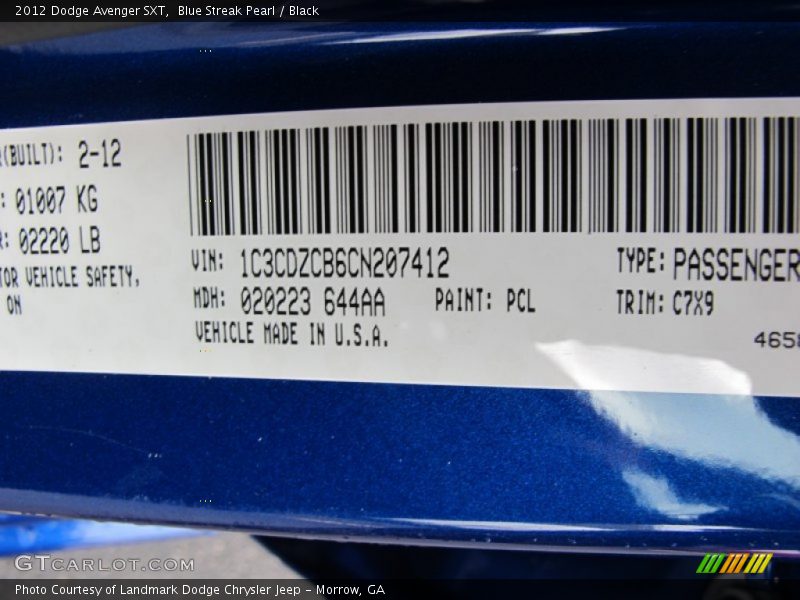 2012 Dodge Avenger SXT, Blue Streak Pearl / Black
(BUILT): 2-12
: 01007 KG
R: 02220 LB
TOR VEHICLE SAFETY,
ON
VIN: 1C3CDZCB6CN207412
TYPE: PASSENGER
MDH: 020223 644AA
PAINT: PCL
TRIM: C7X9
VEHICLE MADE IN U.S.A.
465
GTCARLOT.COM
Photo Courtesy of Landmark Dodge Chrysler Jeep - Morrow, GA